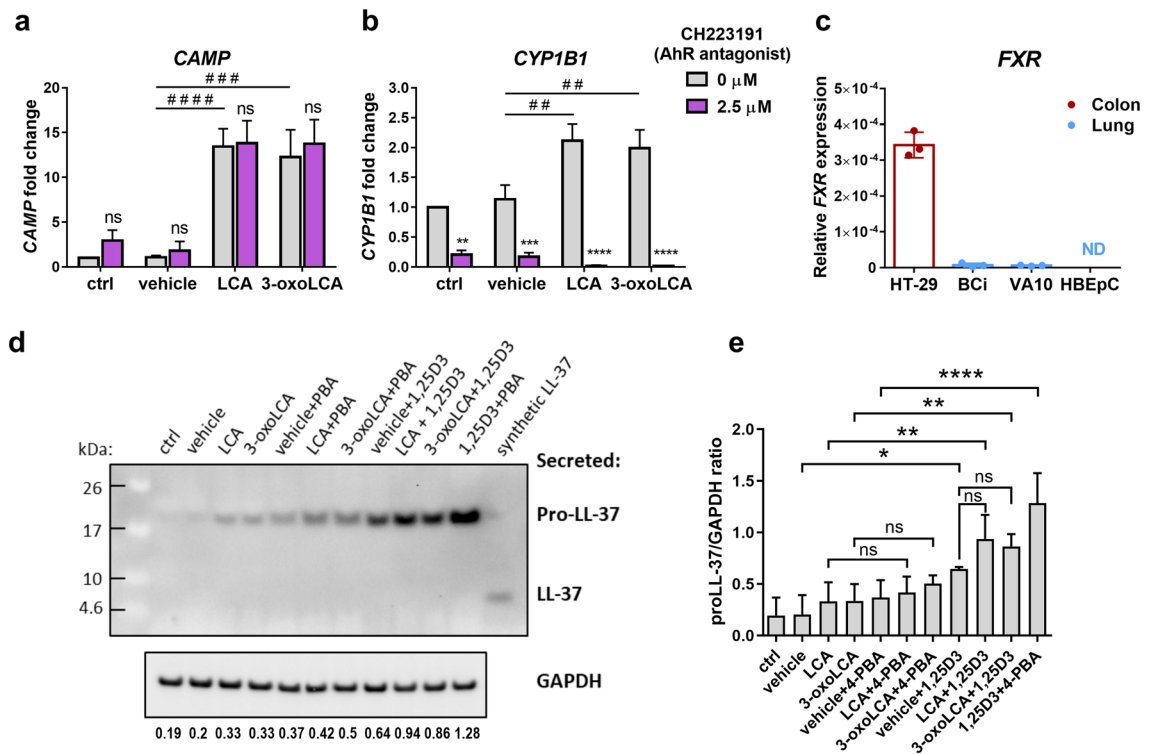 a
CAMP
CAMP fold change
20
15
10
5
0
# # #
# # # #
ns
ns
ns
ns
ctrl
vehicle
LCA
3-oxoLCA
b
CYP1B1
CYP1B1 fold change
3.0
2.5
2.0
1.5
1.0
0.5
0.0
# #
# #
**
***
****
****
ctrl
vehicle
LCA
3-oxoLCA
CH223191
(AhR antagonist)
0 μM
2.5 μM
c
FXR
Relative FXR expression
5×10-4
4×10-4
3×10-4
2×10-4
1×10-4
0
Colon
Lung
ND
HT-29
BCi
VA10
HBEpC
d
ctrl
vehicle
LCA
3-oxoLCA
vehicle+PBA
LCA+PBA
3-oxoLCA+PBA
vehicle+1,25D3
LCA + 1,25D3
3-oxoLCA+1,25D3
1,25D3+PBA
synthetic LL-37
kDa:
26
17
10
4.6
Secreted:
Pro-LL-37
LL-37
GAPDH
0.19 0.2 0.33 0.33 0.37 0.42 0.5 0.64 0.94 0.86 1.28
e
proLL-37/GAPDH ratio
2.0
1.5
1.0
0.5
0.0
****
**
**
*
ns
ns
ns
ns
ctrl
vehicle
LCA
3-oxoLCA
vehicle+4-PBA
LCA+4-PBA
3-oxoLCA+4-PBA
vehicle+1,25D3
LCA+1,25D3
3-oxoLCA+1,25D3
1,25D3+4-PBA